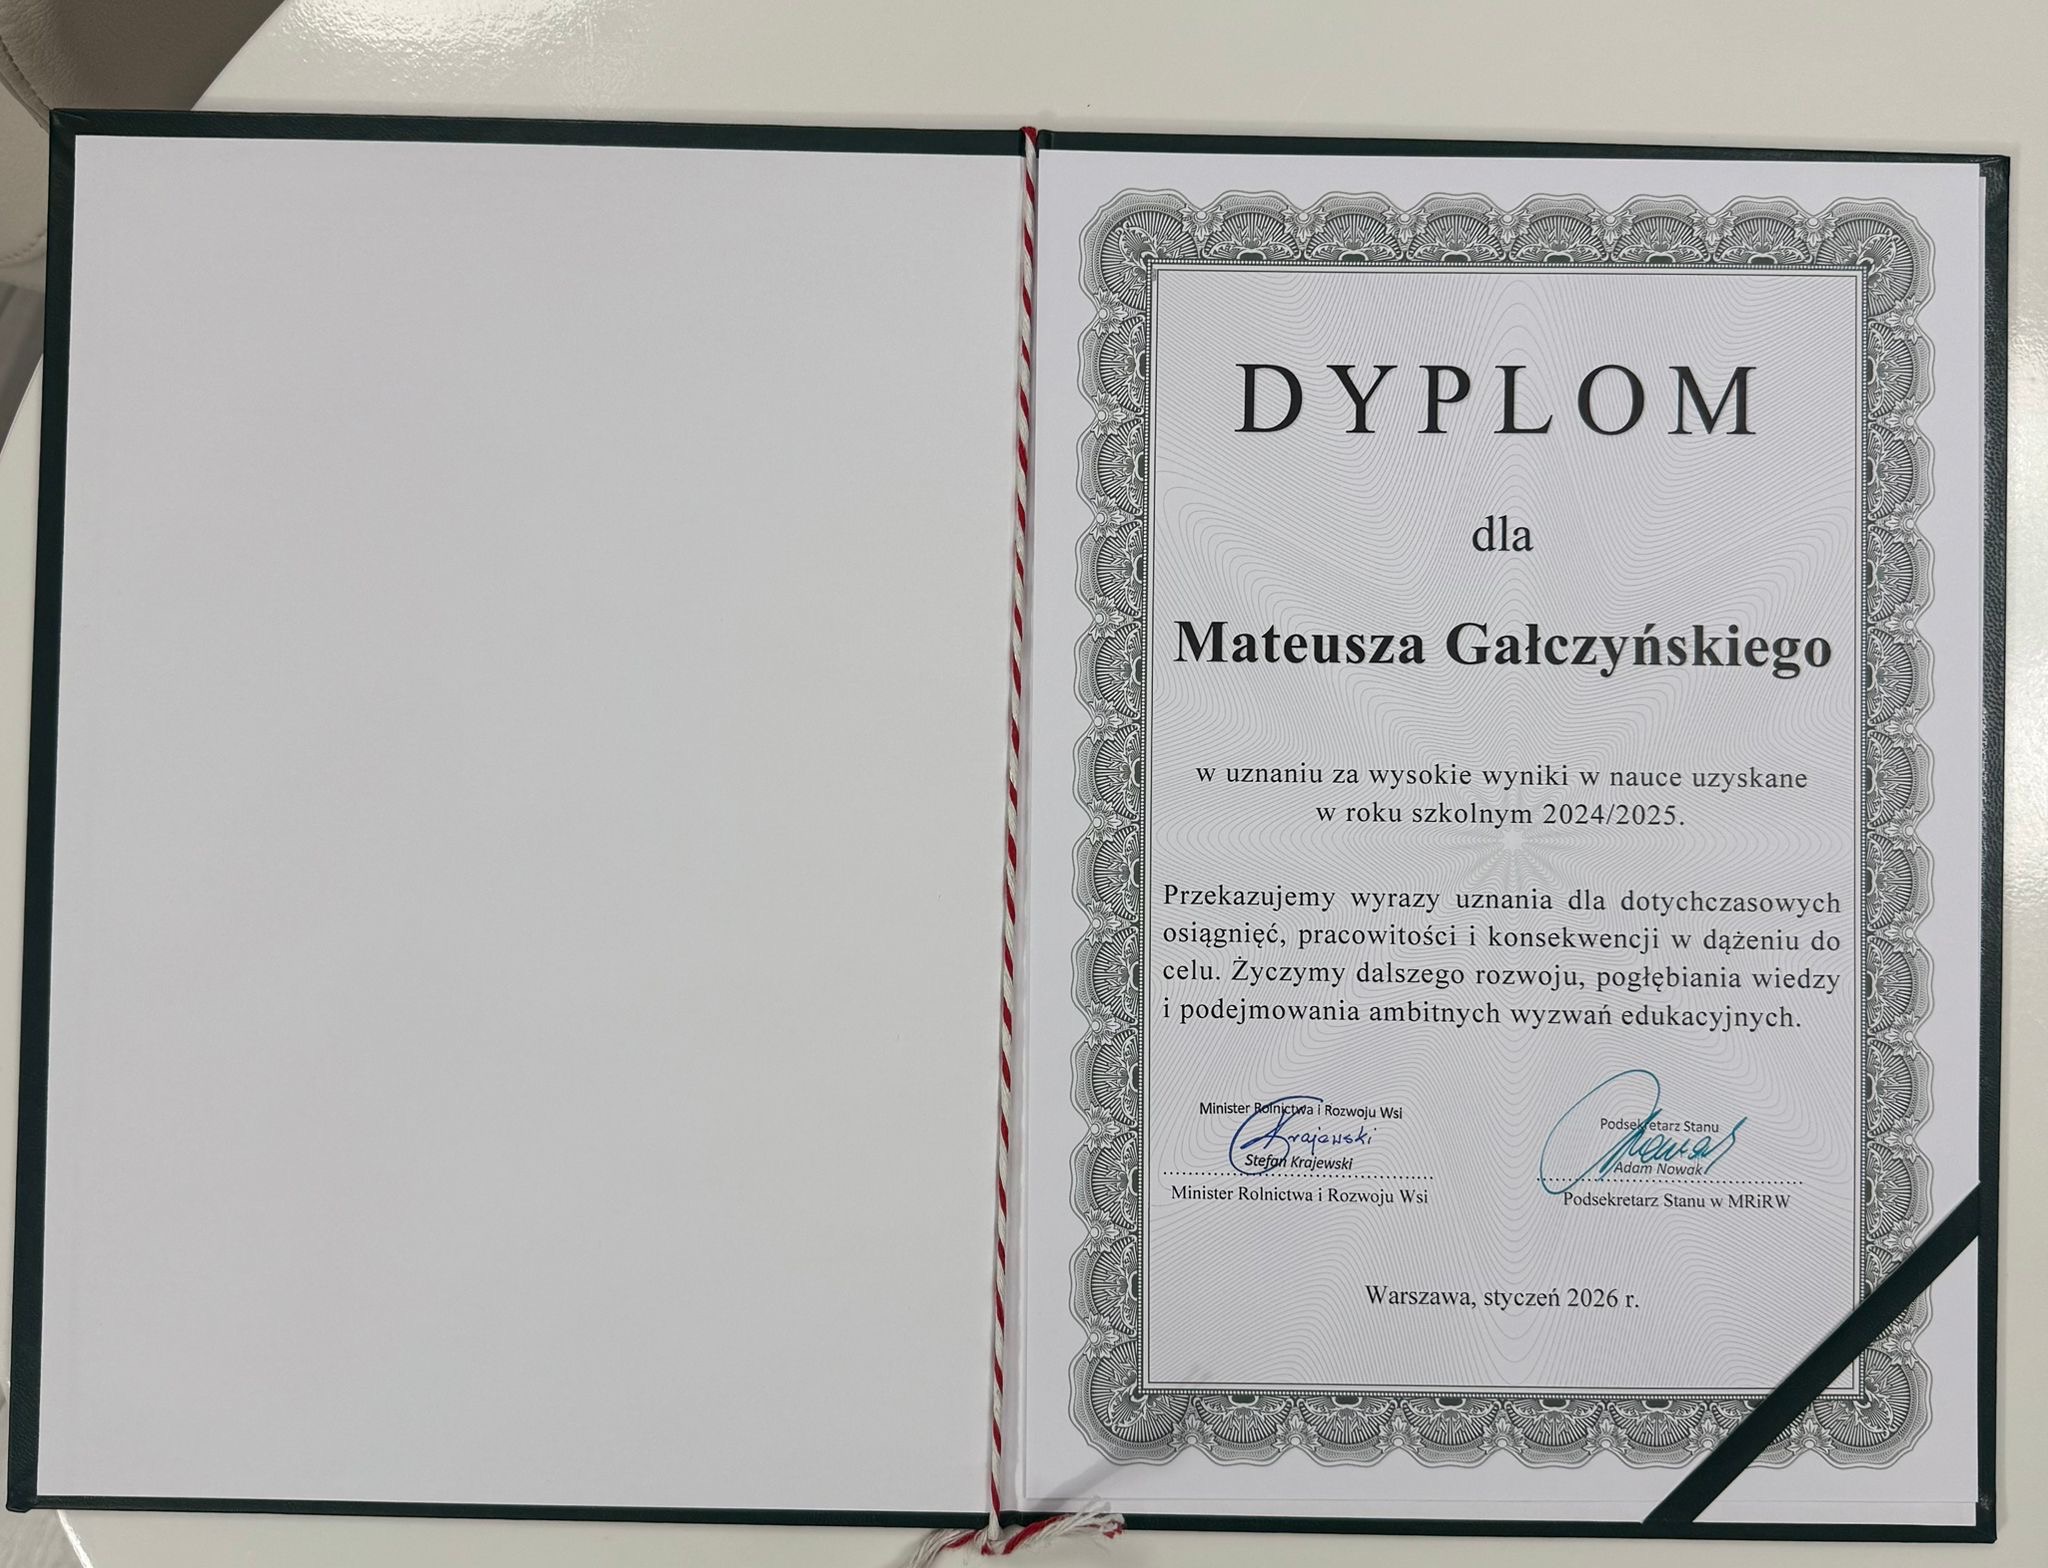 DYPLOM
dla
Mateusza Gałczyńskiego
w uznaniu za wysokie wyniki w nauce uzyskane
w roku szkolnym 2024/2025.
Przekazujemy wyrazy uznania dla dotychczasowych
osiągnięć, pracowitości i konsekwencji w dążeniu do
celu. Życzymy dalszego rozwoju, pogłębiania wiedzy
i podejmowania ambitnych wyzwań edukacyjnych.
Minister Rolnictwa i Rozwoju Wsi
Krajewski
Stefan Krajewski
Minister Rolnictwa i Rozwoju Wsi
Podsekretarz Stanu
Nowak
Adam Nowak
Podsekretarz Stanu w MRiRW
Warszawa, styczeń 2026 r.